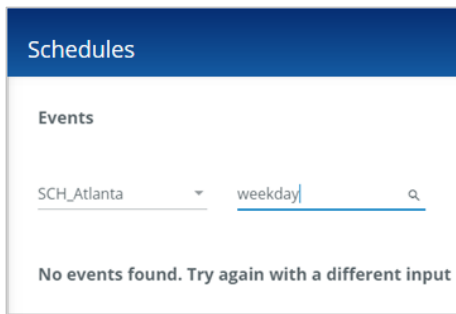 Schedules
Events
SCH_Atlanta weekday
No events found. Try again with a different input